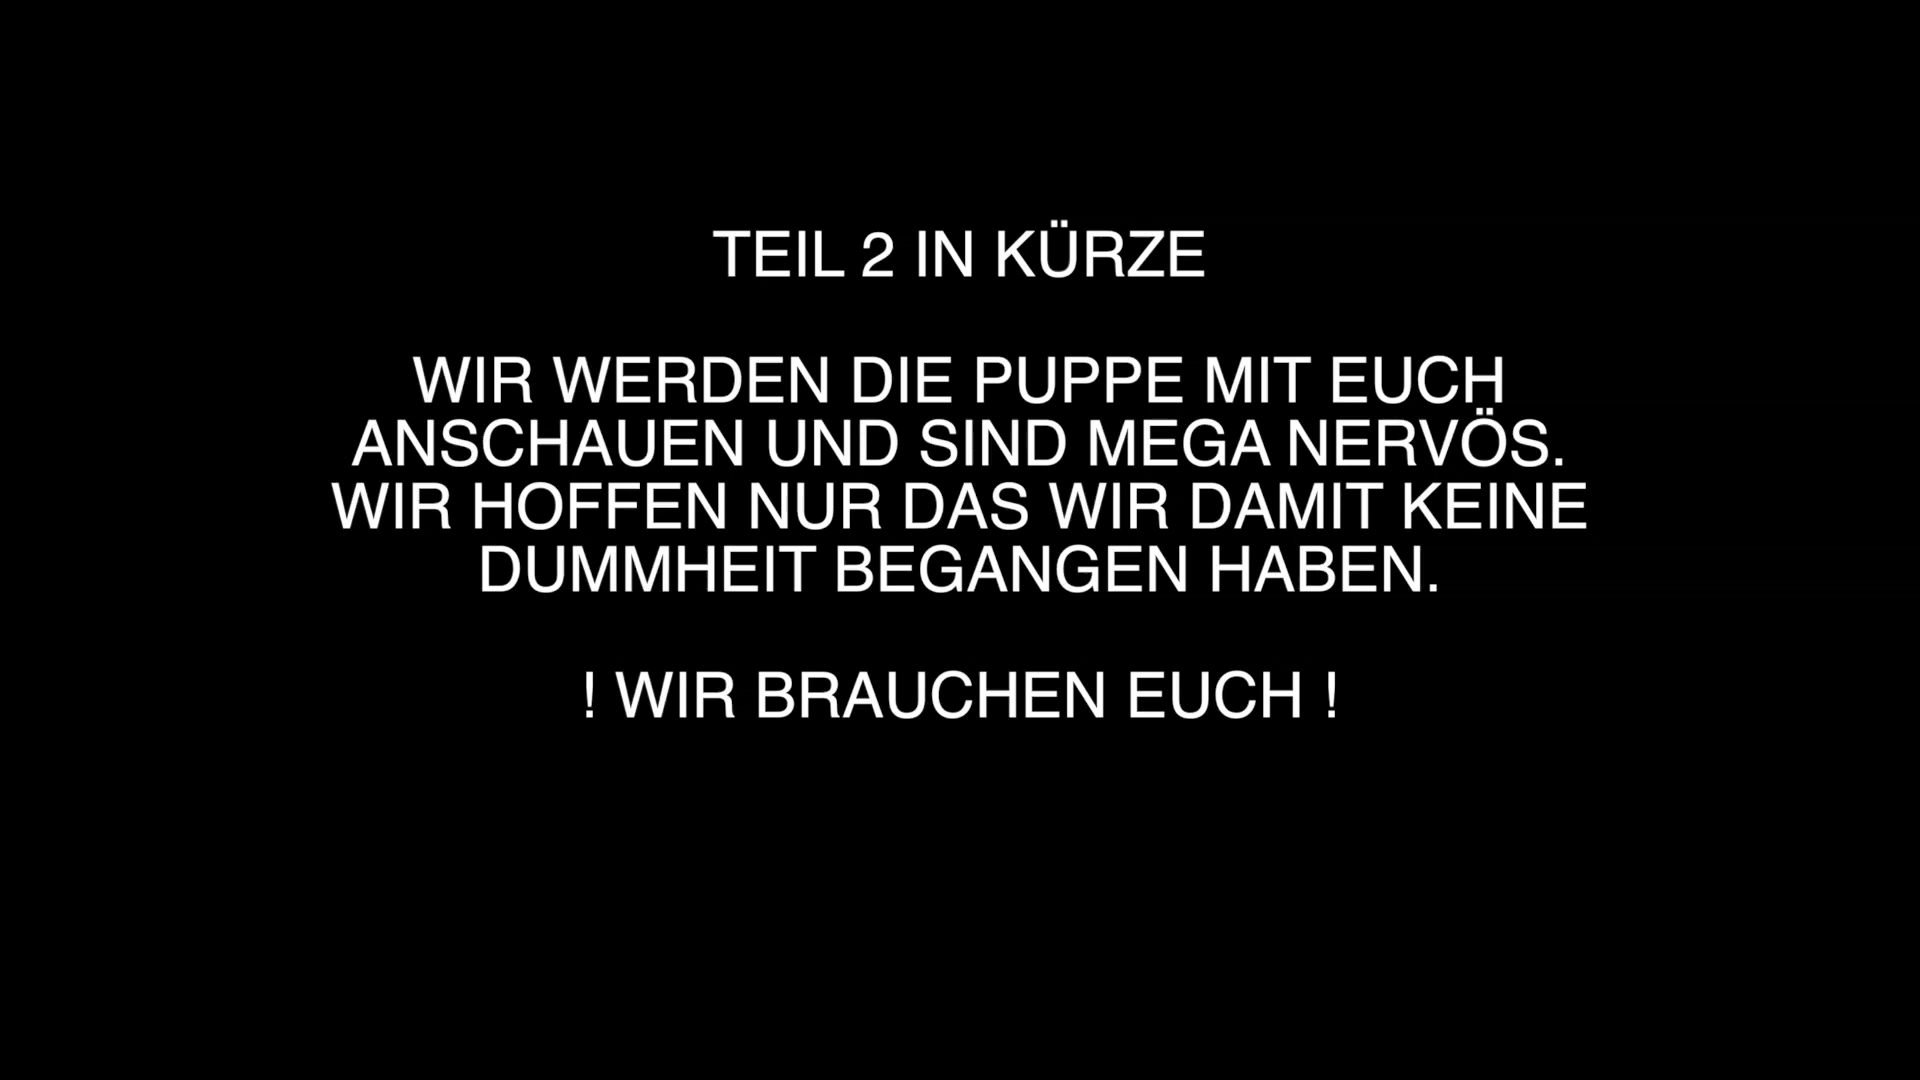 TEIL 2 IN KÜRZE
WIR WERDEN DIE PUPPE MIT EUCH
ANSCHAUEN UND SIND MEGA NERVÖS.
WIR HOFFEN NUR DAS WIR DAMIT KEINE
DUMMHEIT BEGANGEN HABEN.
! WIR BRAUCHEN EUCH !